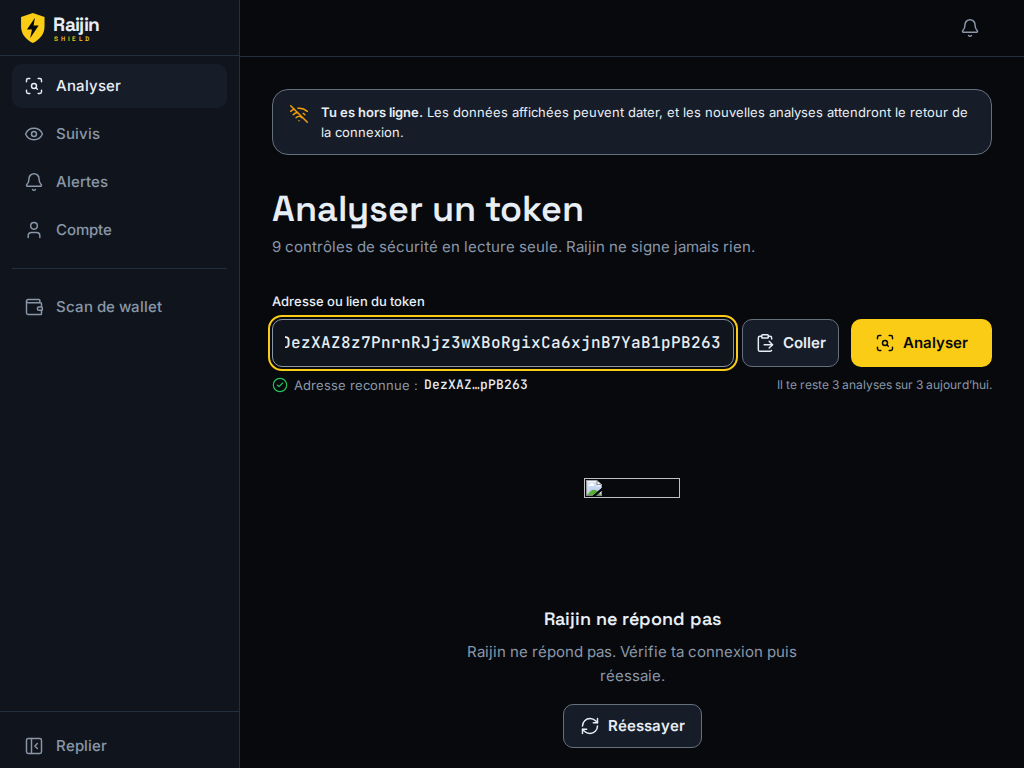 Raijin
SHIELD
Analyser
Suivis
Alertes
Compte
Scan de wallet
Replier
Tu es hors ligne. Les données affichées peuvent dater, et les nouvelles analyses attendront le retour de
la connexion.
Analyser un token
9 contrôles de sécurité en lecture seule. Raijin ne signe jamais rien.
Adresse ou lien du token
DezXAZ8z7PnrnRJjz3wXBoRgixCa6xjnB7YaB1pPB263
Coller
Analyser
Adresse reconnue : DezXAZ…pPB263
Il te reste 3 analyses sur 3 aujourd’hui.
Raijin ne répond pas
Raijin ne répond pas. Vérifie ta connexion puis
réessaie.
Réessayer